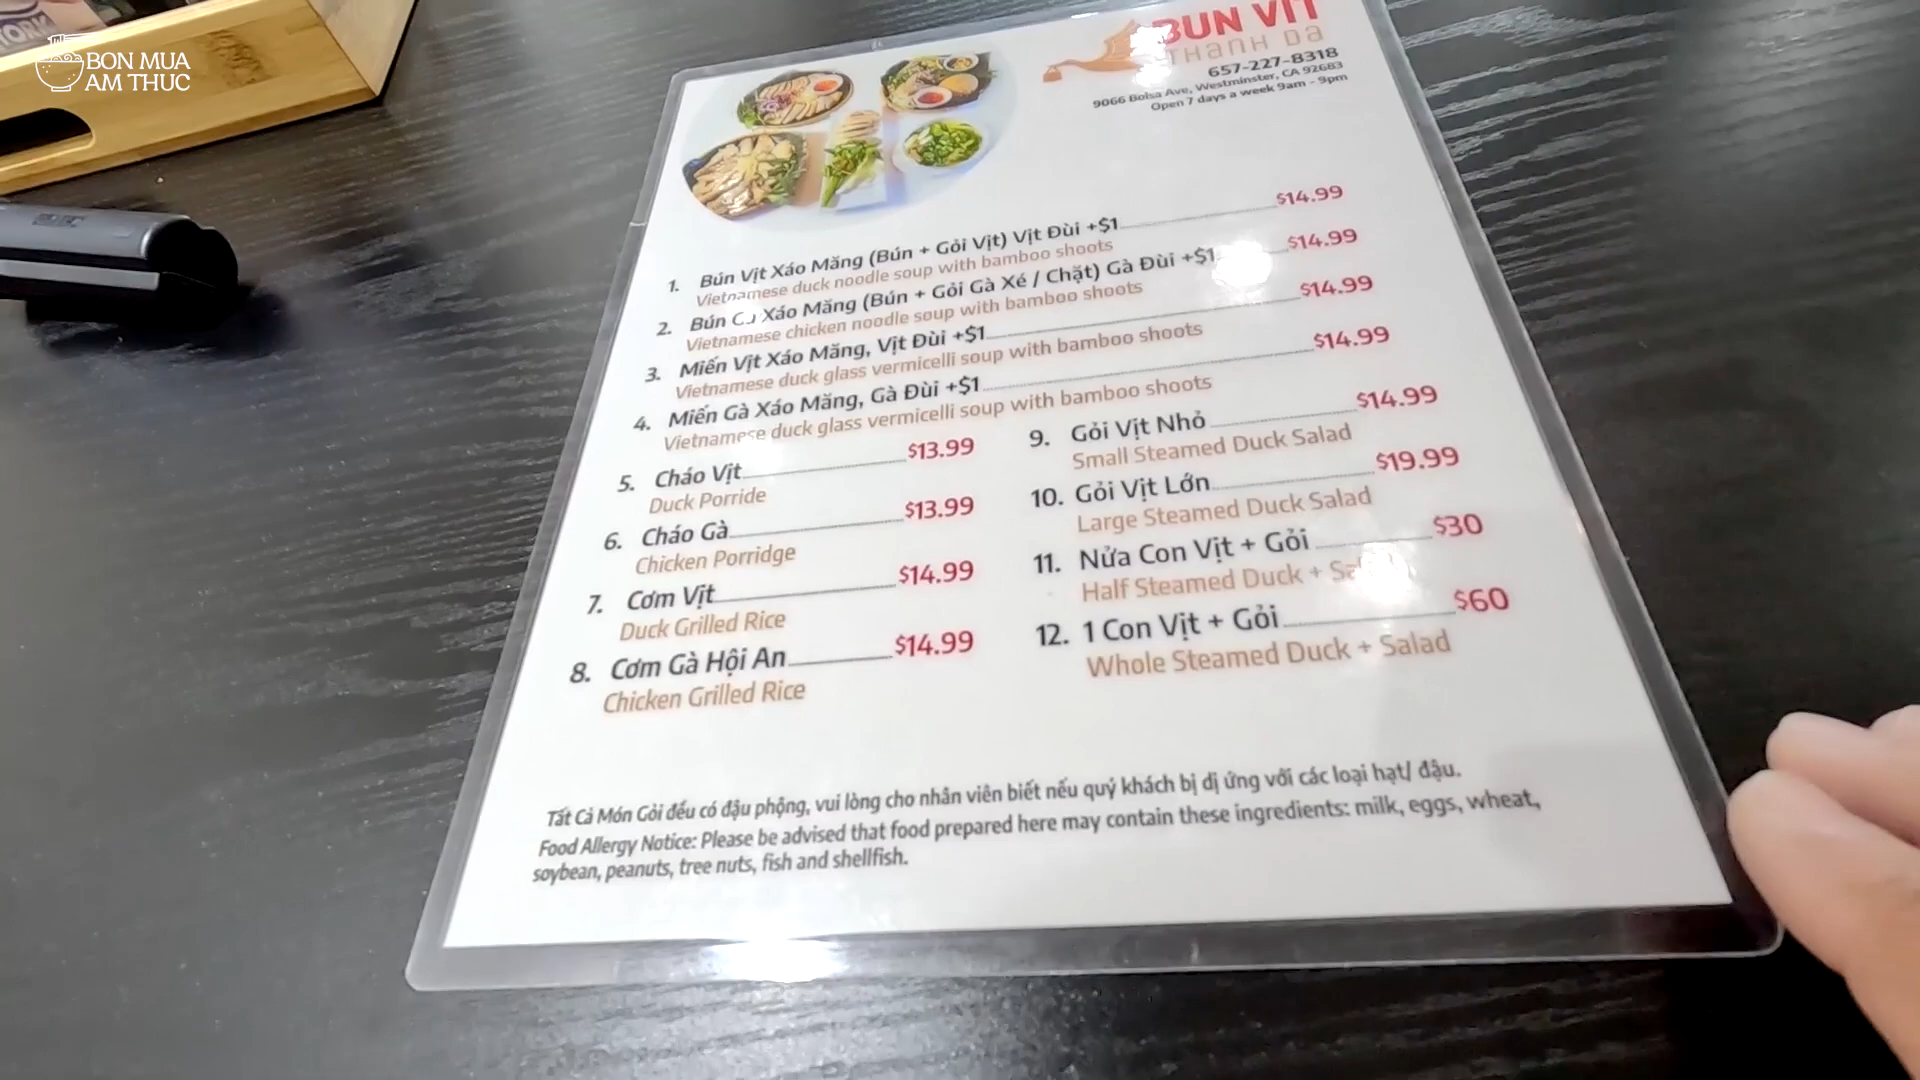 TORK
BON MUA
AM THUC
BUN VIT
THANH DA
657-227-8318
9066 Bolsa Ave, Westminster, CA 92683
Open 7 days a week 9am - 9pm
1. Bún Vịt Xáo Măng (Bún + Gỏi Vịt) Vịt Đùi +$1 $14.99
Vietnamese duck noodle soup with bamboo shoots
2. Bún Xáo Măng (Bún + Gỏi Gà Xé / Chặt) Gà Đùi +$1 $14.99
Vietnamese chicken noodle soup with bamboo shoots
3. Miến Vịt Xáo Măng, Vịt Đùi +$1 $14.99
Vietnamese duck glass vermicelli soup with bamboo shoots
4. Miến Gà Xáo Măng, Gà Đùi +$1 $14.99
Vietnamese duck glass vermicelli soup with bamboo shoots
5. Cháo Vịt $13.99
Duck Porride
6. Cháo Gà $13.99
Chicken Porridge
7. Cơm Vịt $14.99
Duck Grilled Rice
8. Cơm Gà Hội An $14.99
Chicken Grilled Rice
9. Gỏi Vịt Nhỏ $14.99
Small Steamed Duck Salad
10. Gỏi Vịt Lớn $19.99
Large Steamed Duck Salad
11. Nửa Con Vịt + Gỏi $30
Half Steamed Duck +
12. 1 Con Vịt + Gỏi $60
Whole Steamed Duck + Salad
Tất Cả Món Gỏi đều có đậu phộng, vui lòng cho nhân viên biết nếu quý khách bị dị ứng với các loại hạt/ đậu.
Food Allergy Notice: Please be advised that food prepared here may contain these ingredients: milk, eggs, wheat,
soybean, peanuts, tree nuts, fish and shellfish.